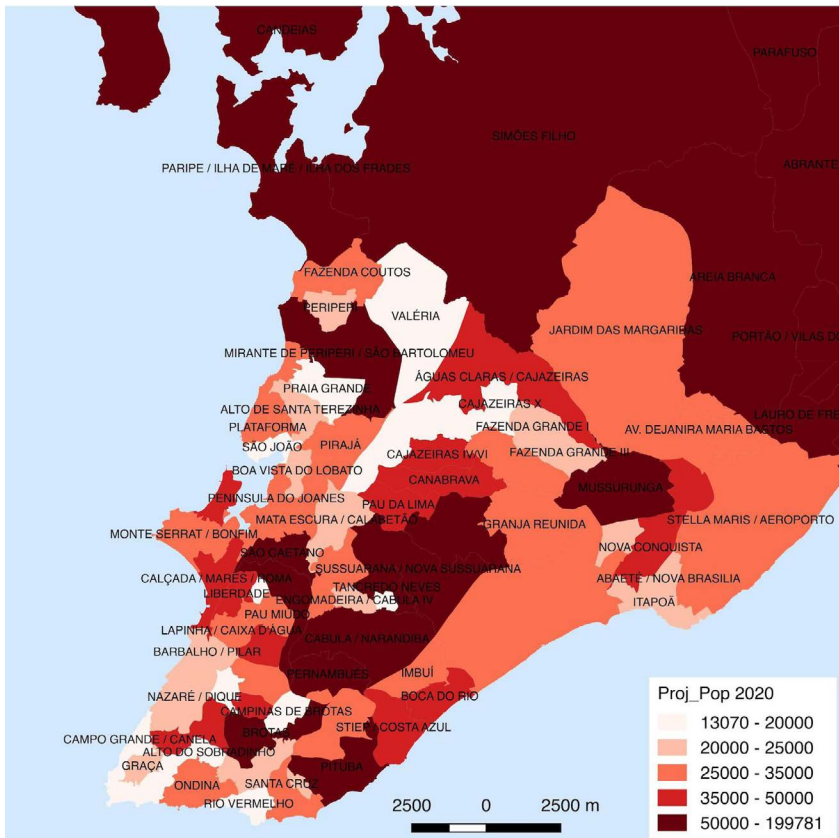 CANDEIAS
PARAFUSO
SIMÕES FILHO
ABRANTE
PARIPE / ILHA DE MARÉ / ILHA DOS FRADES
FAZENDA COUTOS
AREIA BRANCA
PERIPERI
VALÉRIA
JARDIM DAS MARGARIDAS
PORTÃO / VILAS DO
MIRANTE DE PERIPERI / SÃO BARTOLOMEU
ÁGUAS CLARAS / CAJAZEIRAS
PRAIA GRANDE
CAJAZEIRAS X
ALTO DE SANTA TEREZINHA
LAURO DE FRE
PLATAFORMA
FAZENDA GRANDE I
AV. DEJANIRA MARIA BASTOS
SÃO JOÃO
PIRAJÁ
CAJAZEIRAS IV/VI
FAZENDA GRANDE III
BOA VISTA DO LOBATO
CANABRAVA
MUSSURUNGA
PENÍNSULA DO JOANES
PAU DA LIMA
MATA ESCURA / CALABETÃO
GRANJA REUNIDA
STELLA MARIS / AEROPORTO
MONTE SERRAT / BONFIM
SÃO CAETANO
NOVA CONQUISTA
SUSSUARANA / NOVA SUSSUARANA
CALÇADA / MARES / ROMA
TANCREDO NEVES
ABAETÉ / NOVA BRASILIA
LIBERDADE
ENGOMADEIRA / CABULA IV
ITAPOÃ
PAU MIUDO
LAPINHA / CAIXA D'ÁGUA
CABULA / NARANDIBA
BARBALHO / PILAR
PERNAMBUÉS
IMBUÍ
NAZARÉ / DIQUE
BOCA DO RIO
CAMPINAS DE BROTAS
STIEP / COSTA AZUL
CAMPO GRANDE / CANELA
BROTAS
ALTO DO SOBRADINHO
GRAÇA
PITUBA
ONDINA
SANTA CRUZ
RIO VERMELHO
Proj_Pop 2020
13070 - 20000
20000 - 25000
25000 - 35000
35000 - 50000
50000 - 199781
2500 0 2500 m